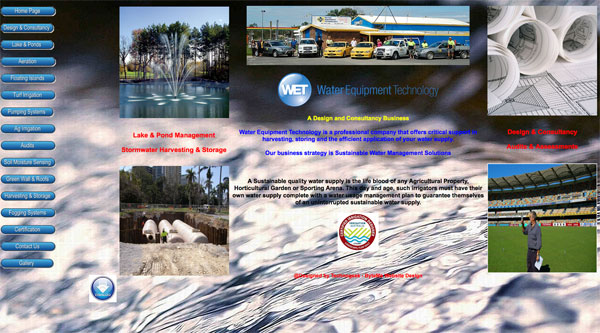 Home Page
Design & Consultancy
Lake & Ponds
Aeration
Floating Islands
Turf Irrigation
Pumping Systems
Ag Irrigation
Audits
Soil Moisture Sensing
Green Wall & Roofs
Harvesting & Storage
Fogging Systems
Certification
Contact Us
Gallery
WET Water Equipment Technology
A Design and Conseultancy Business
Water Equipment Technology is a professional company that offers critical support in
harvesting, storing and the efficient application of your water supply
Our business strategy is Sustainable Water Management Solutions
Lake & Pond Management
Stormwater Harvesting & Storage
Design & Consultancy
Audits & Assessments
A Sustainable quality water supply is the life blood of any Agricultural Property,
Horticultural Garden or Sporting Arena. This day and age, such irrigators must have their
own water supply complete with a water usage management plan to guarantee themselves
of an uninterrupted sustainable water supply.
Website Design